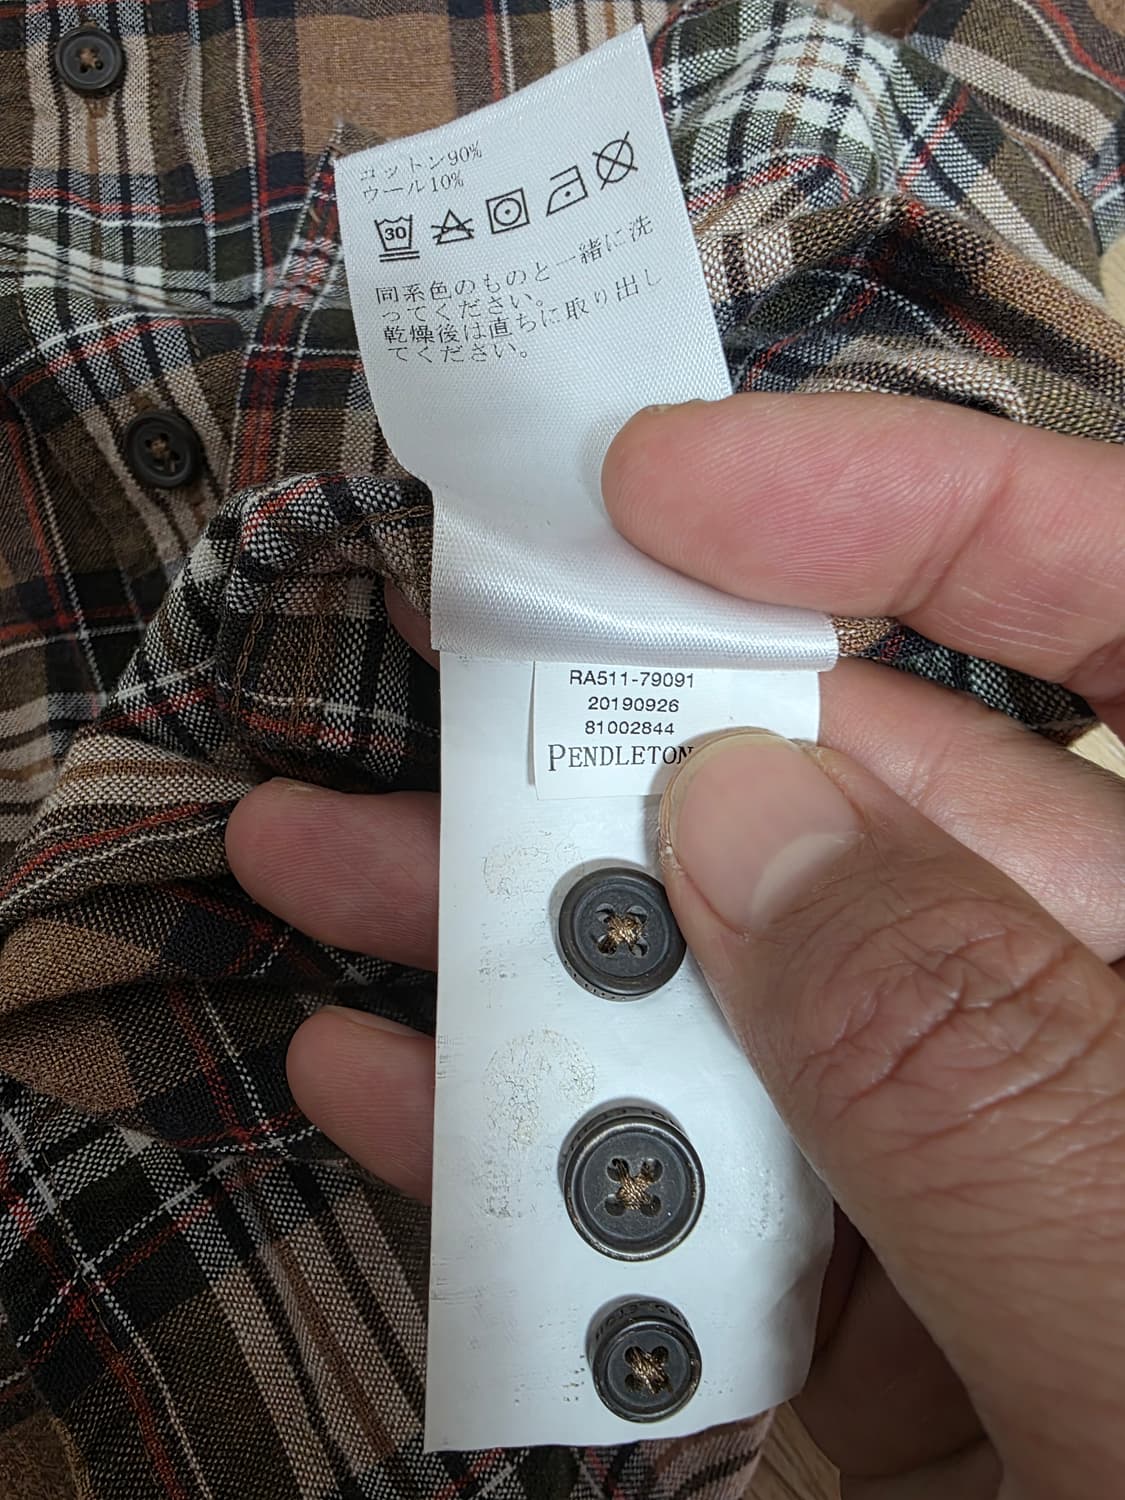 コットン90%
ウール10%
30
同系色のものと一緒に洗
ってください。
乾燥後は直ちに取り出し
てください。
RA511-79091
20190926
81002844
PENDLETON